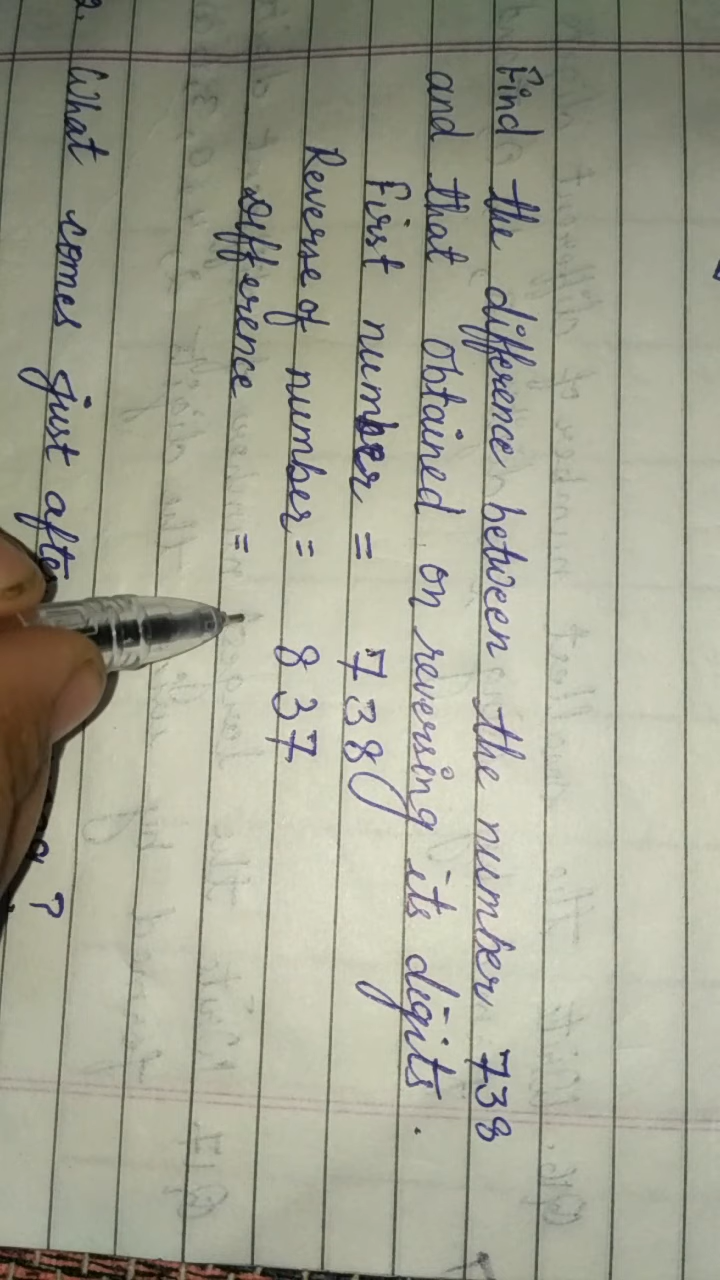 Find the difference between the number 738
and that obtained on reversing its digits.
First number = 738
Reverse of number = 837
Difference =
2. What comes just after